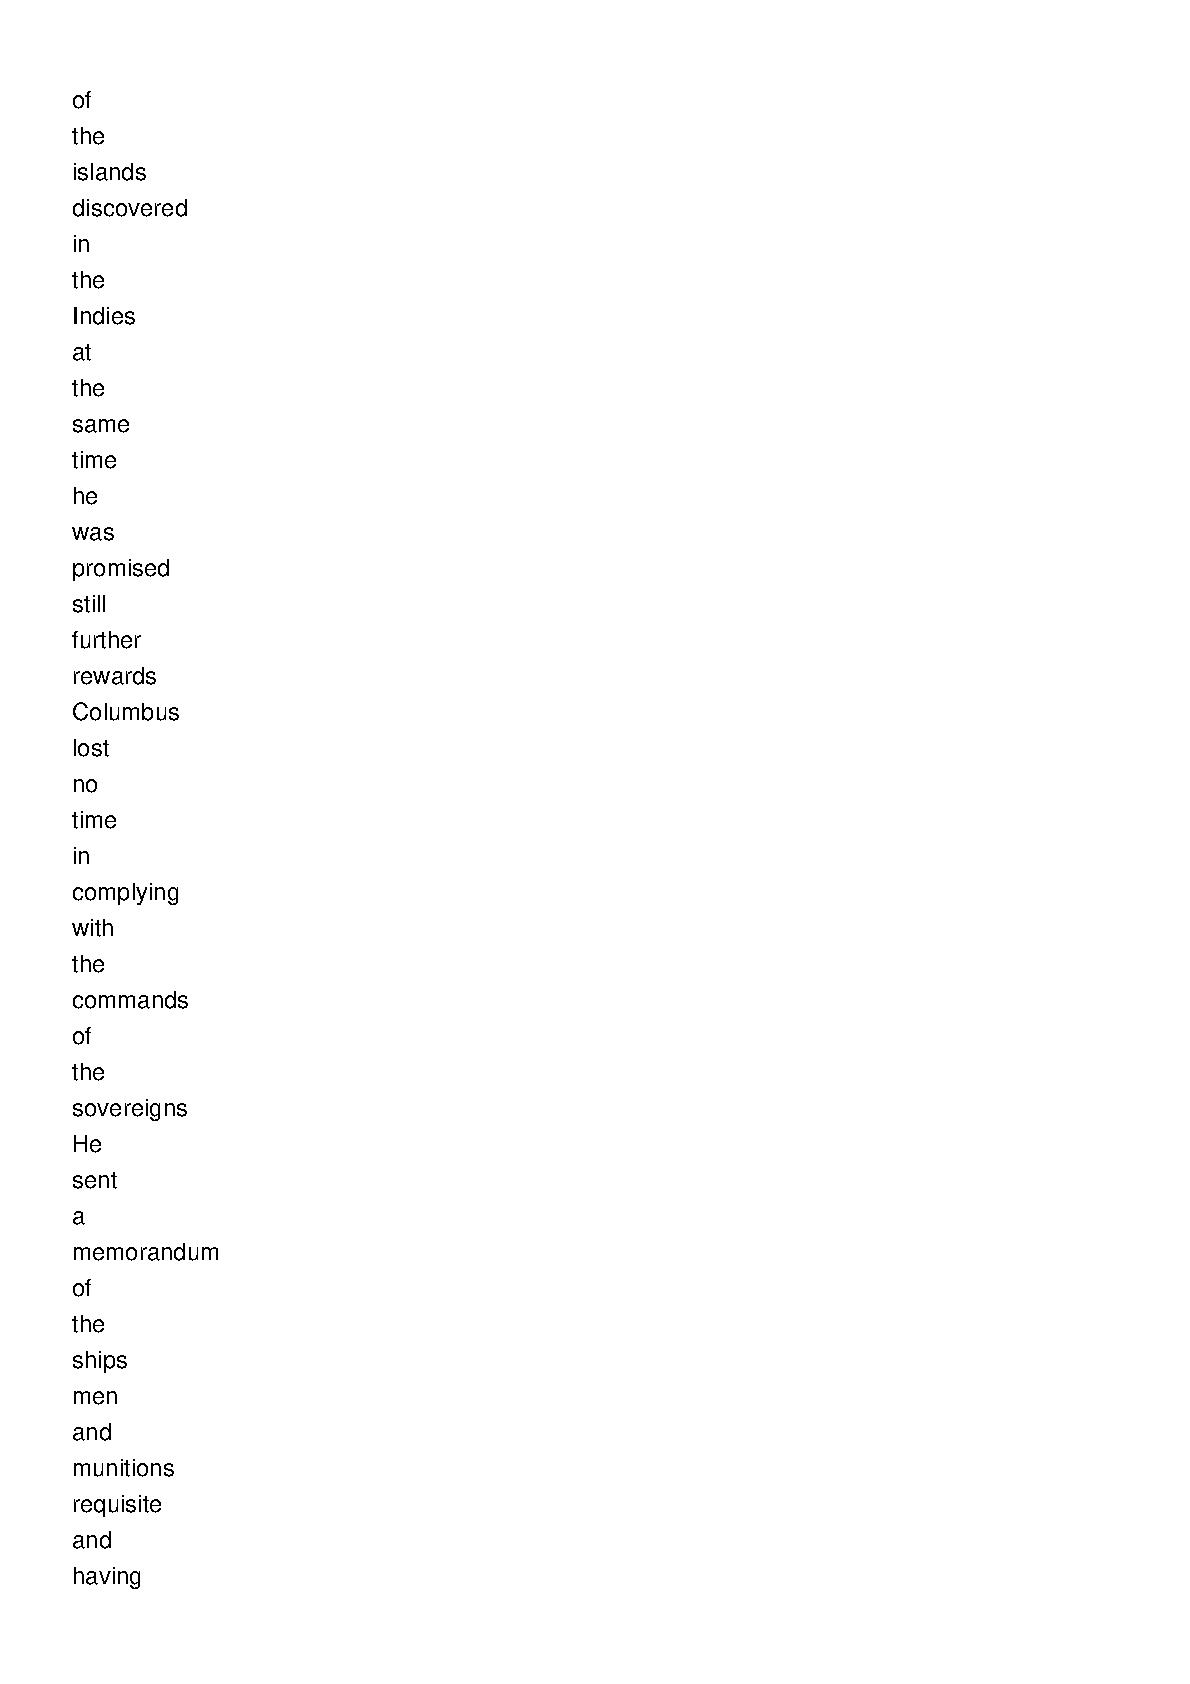 of
the
islands
discovered
in
the
Indies
at
the
same
time
he
was
promised
still
further
rewards
Columbus
lost
no
time
in
complying
with
the
commands
of
the
sovereigns
He
sent
a
memorandum
of
the
ships
men
and
munitions
requisite
and
having